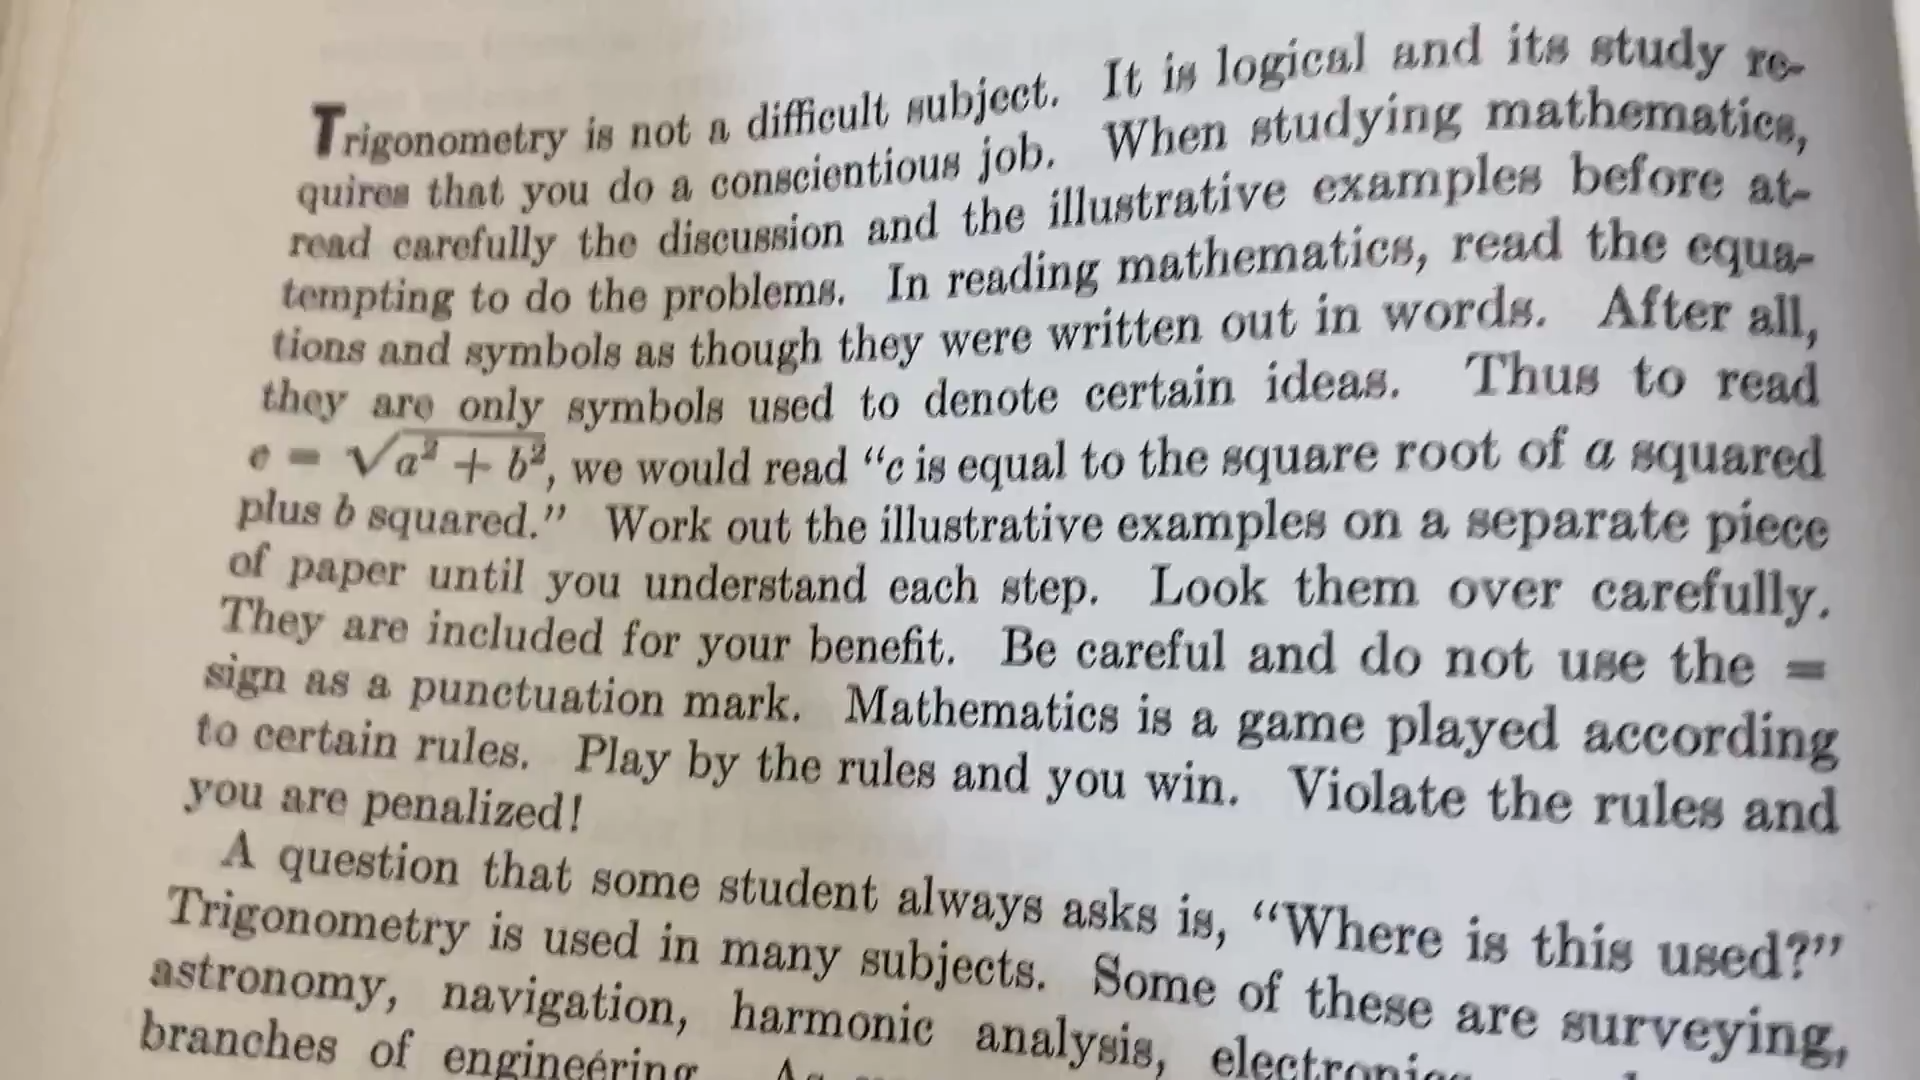 Trigonometry is not a difficult subject. It is logical and its study re-
quires that you do a conscientious job. When studying mathematics,
read carefully the discussion and the illustrative examples before at-
tempting to do the problems. In reading mathematics, read the equa-
tions and symbols as though they were written out in words. After all,
they are only symbols used to denote certain ideas. Thus to read
c = √a² + b², we would read “c is equal to the square root of a squared
plus b squared.” Work out the illustrative examples on a separate piece
of paper until you understand each step. Look them over carefully.
They are included for your benefit. Be careful and do not use the =
sign as a punctuation mark. Mathematics is a game played according
to certain rules. Play by the rules and you win. Violate the rules and
you are penalized!
A question that some student always asks is, “Where is this used?”
Trigonometry is used in many subjects. Some of these are surveying,
astronomy, navigation, harmonic analysis, electronics
branches of engineering. As